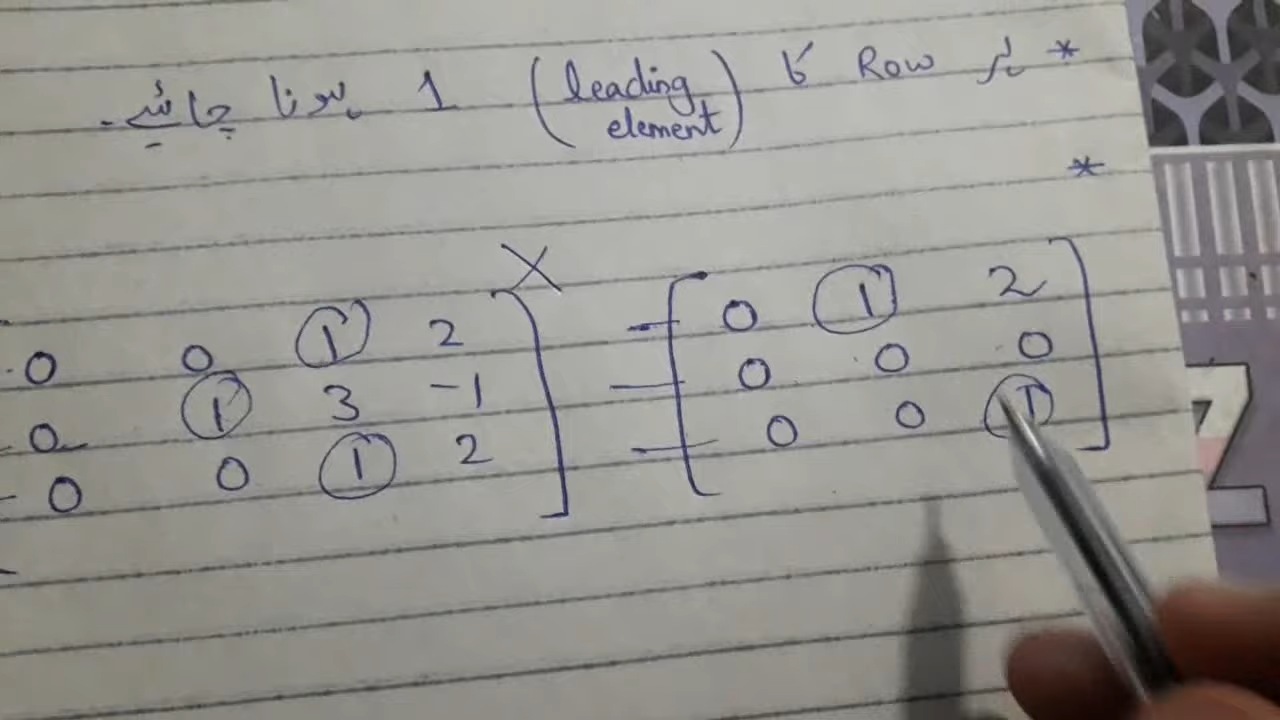 * ہر Row کا (leading element) 1 ہونا چاہئیے۔
*
X
0 0 1 2
0 1 3 -1
0 0 1 2
0 1 2
0 0 0
0 0 1
Z